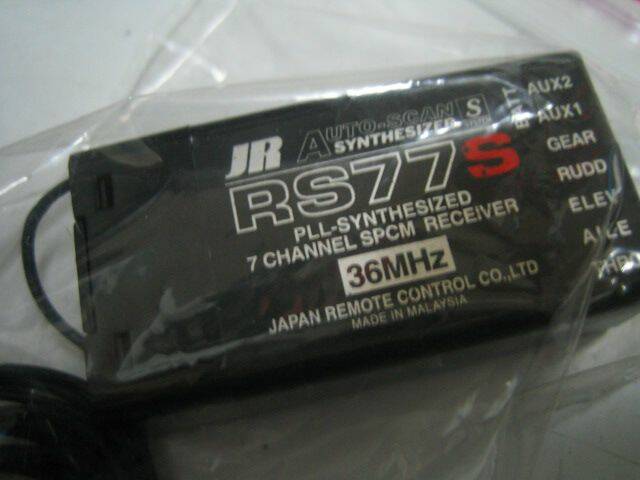 JR AUTO-SCAN
SYNTHESIZER S
RS77S
PLL-SYNTHESIZED
7 CHANNEL SPCM RECEIVER
36MHz
JAPAN REMOTE CONTROL CO.,LTD
MADE IN MALAYSIA
BATT
AUX2
AUX1
GEAR
RUDD
ELEV
AILE